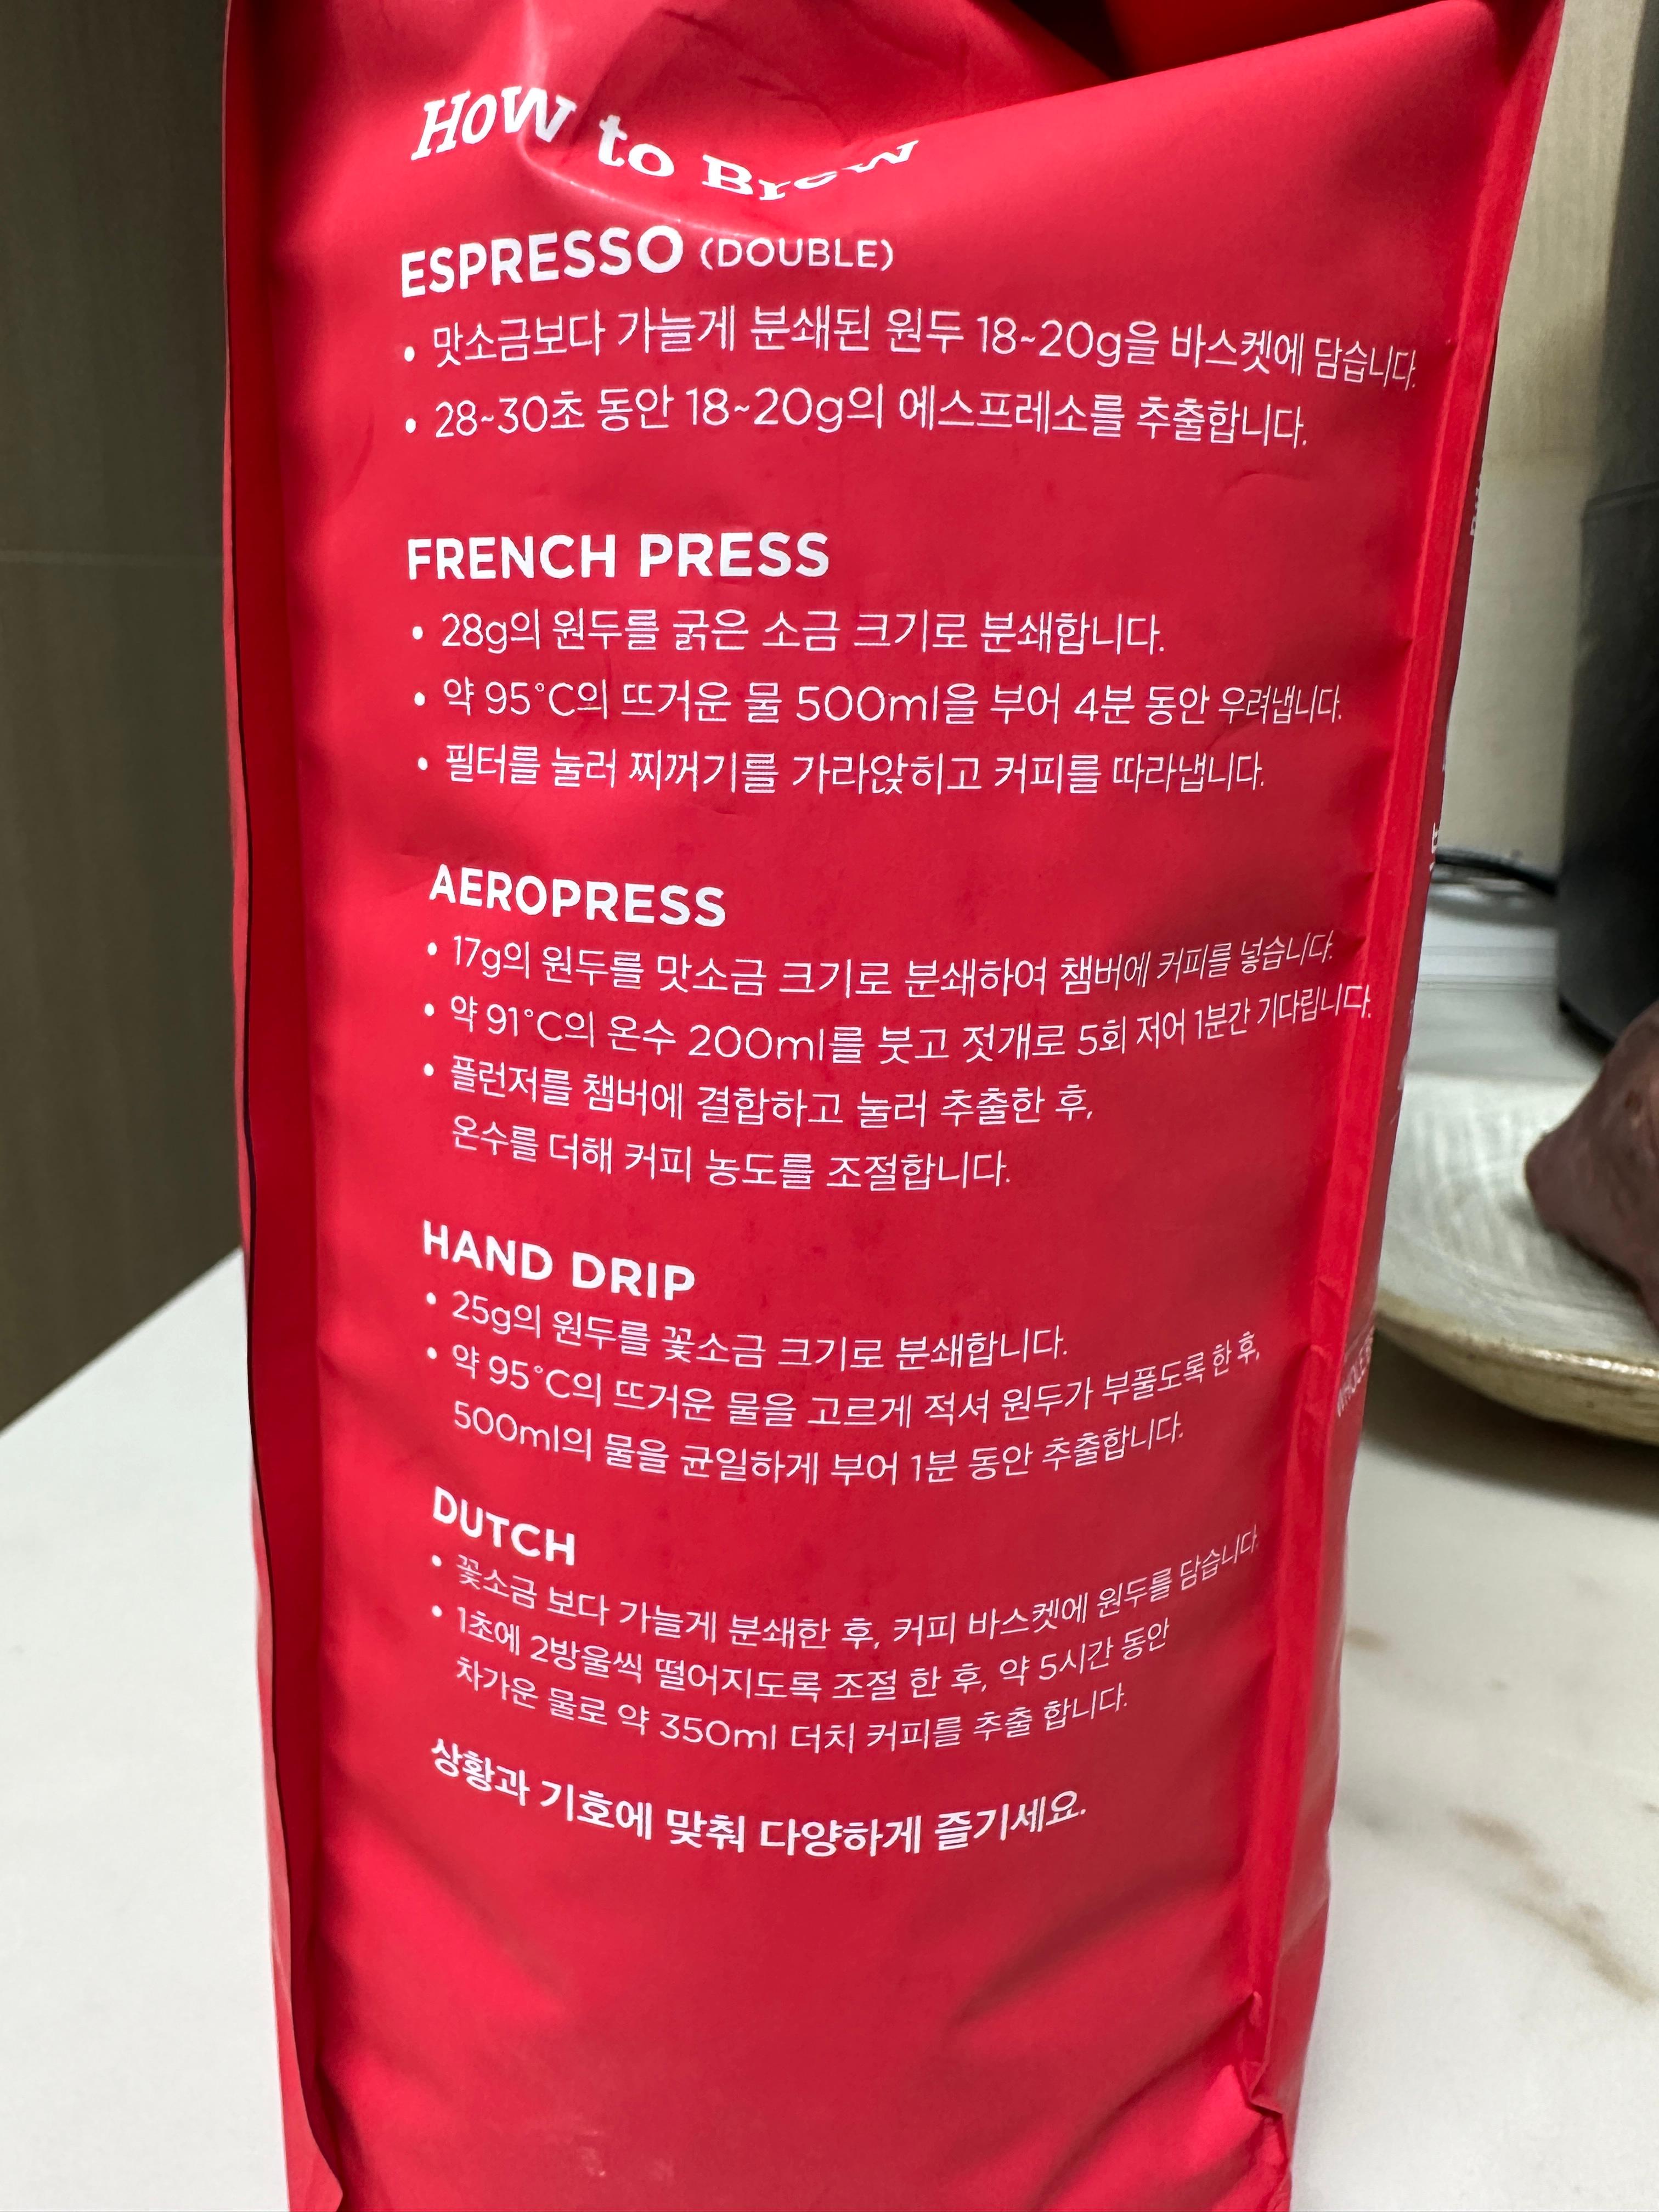 How to Brew
ESPRESSO (DOUBLE)
• 맛소금보다 가늘게 분쇄된 원두 18~20g을 바스켓에 담습니다.
• 28~30초 동안 18~20g의 에스프레소를 추출합니다.
FRENCH PRESS
• 28g의 원두를 굵은 소금 크기로 분쇄합니다.
• 약 95°C의 뜨거운 물 500ml을 부어 4분 동안 우려냅니다.
• 필터를 눌러 찌꺼기를 가라앉히고 커피를 따라냅니다.
AEROPRESS
• 17g의 원두를 맛소금 크기로 분쇄하여 챔버에 커피를 넣습니다.
• 약 91°C의 온수 200ml를 붓고 젓개로 5회 저어 1분간 기다립니다.
• 플런저를 챔버에 결합하고 눌러 추출한 후,
온수를 더해 커피 농도를 조절합니다.
HAND DRIP
• 25g의 원두를 꽃소금 크기로 분쇄합니다.
• 약 95°C의 뜨거운 물을 고르게 적셔 원두가 부풀도록 한 후,
500ml의 물을 균일하게 부어 1분 동안 추출합니다.
DUTCH
• 꽃소금 보다 가늘게 분쇄한 후, 커피 바스켓에 원두를 담습니다.
• 1초에 2방울씩 떨어지도록 조절 한 후, 약 5시간 동안
차가운 물로 약 350ml 더치 커피를 추출 합니다.
상황과 기호에 맞춰 다양하게 즐기세요.